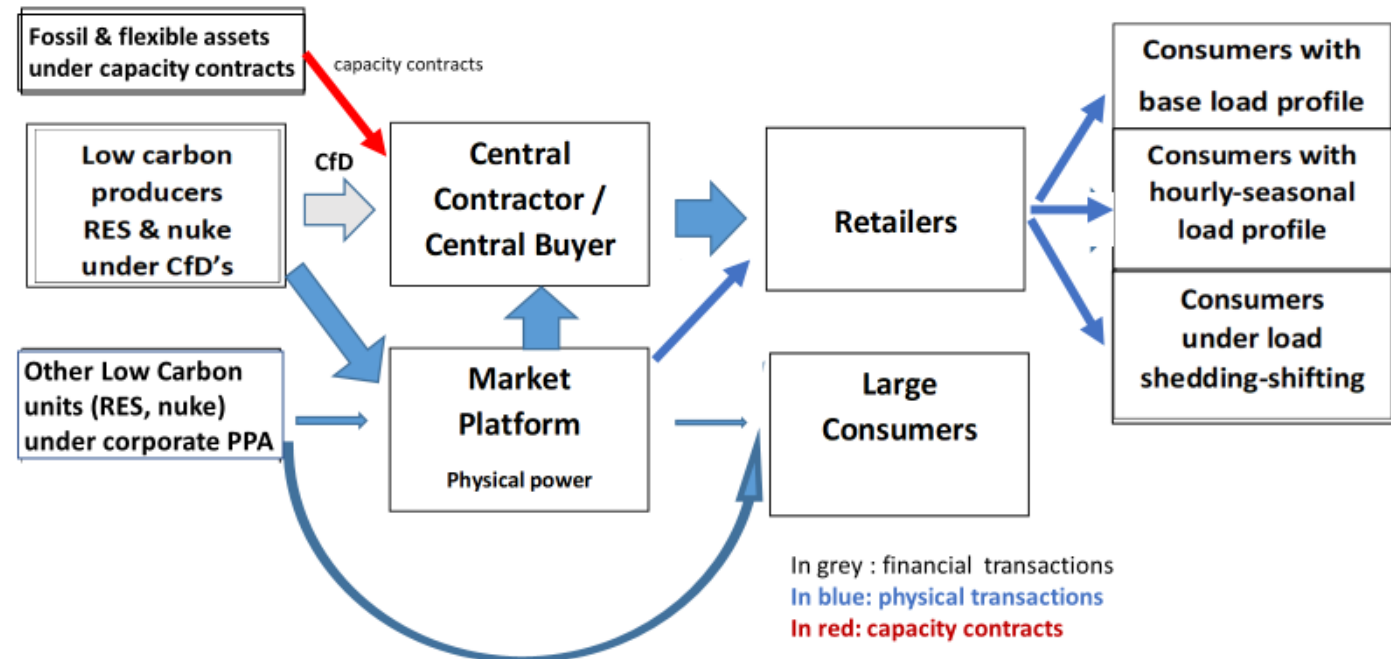 Fossil & flexible assets
under capacity contracts
capacity contracts
Low carbon
producers
RES & nuke
under CfD's
CfD
Central
Contractor /
Central Buyer
Retailers
Consumers with
base load profile
Consumers with
hourly-seasonal
load profile
Consumers
under load
shedding-shifting
Other Low Carbon
units (RES, nuke)
under corporate PPA
Market
Platform
Physical power
Large
Consumers
In grey : financial transactions
In blue: physical transactions
In red: capacity contracts